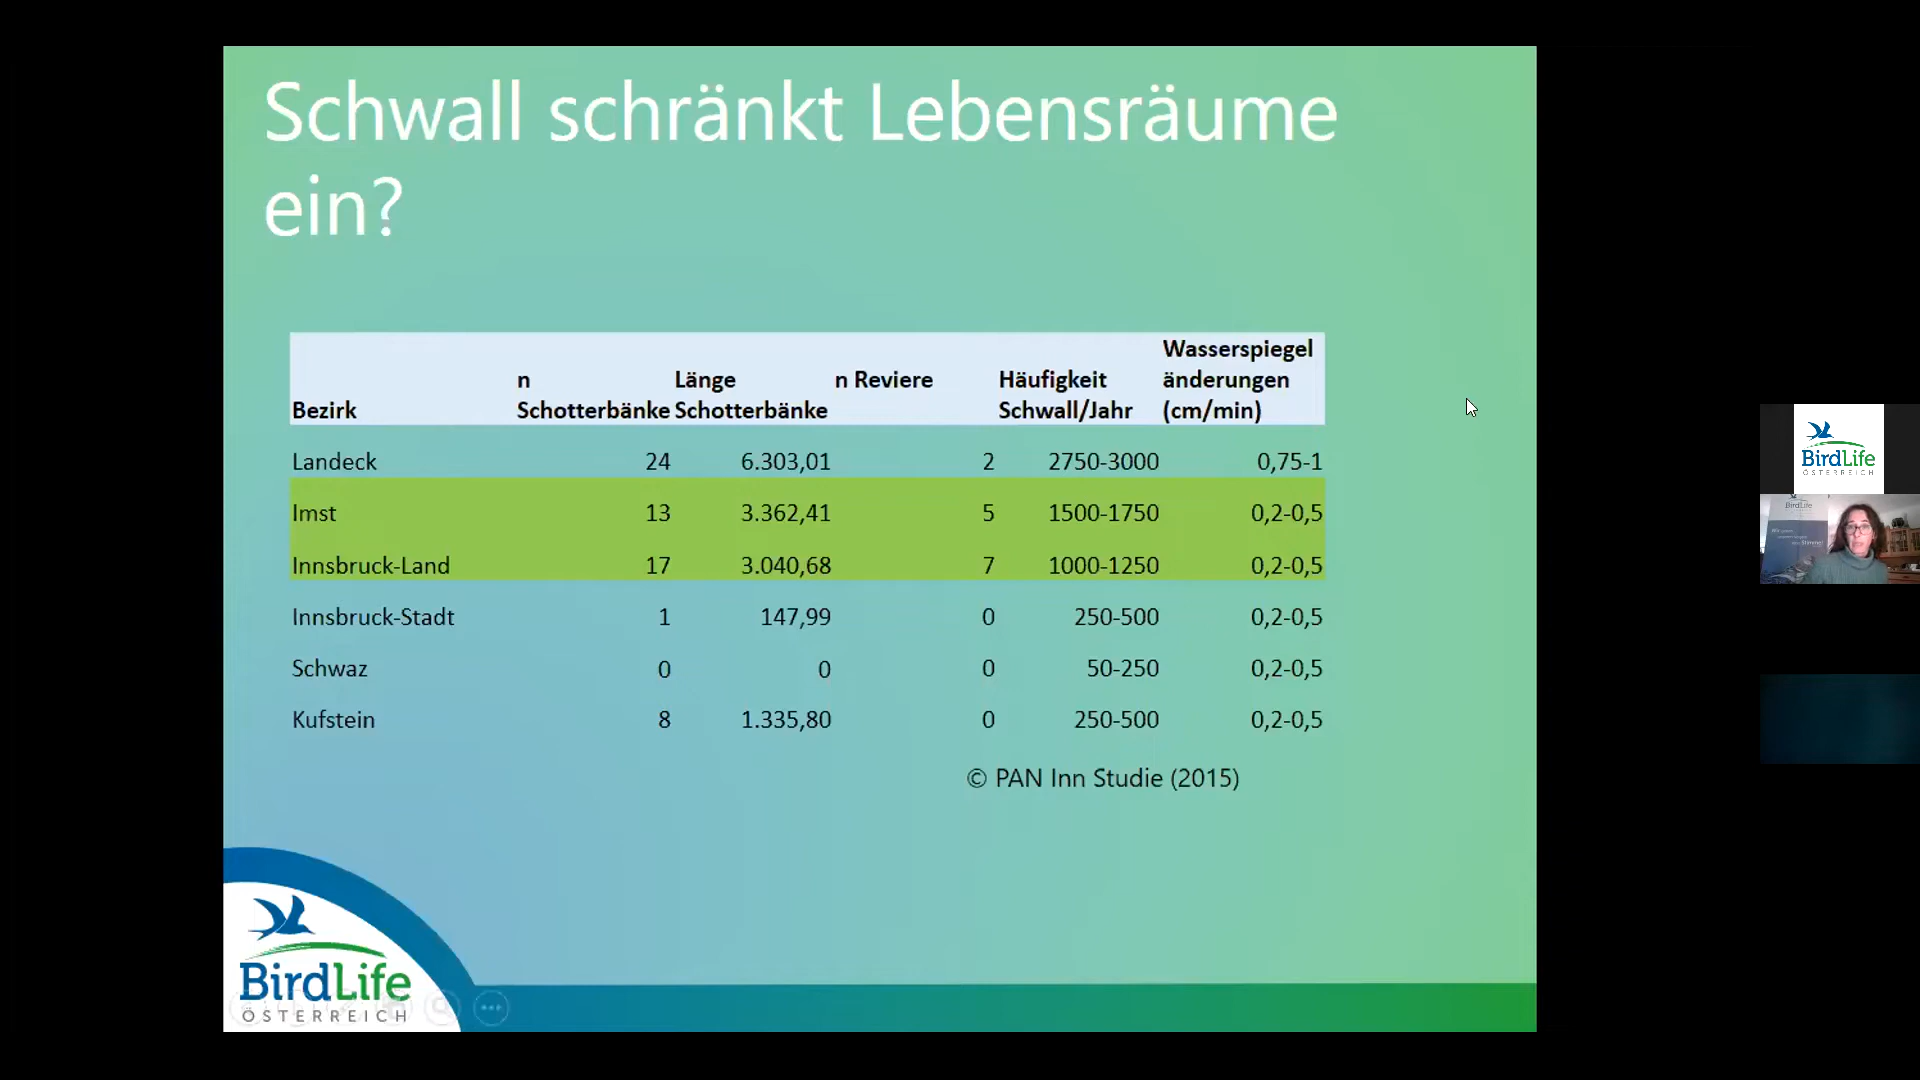 Schwall schränkt Lebensräume
ein?
Bezirk n Schotterbänke Länge Schotterbänke n Reviere Häufigkeit Schwall/Jahr Wasserspiegel änderungen (cm/min)
Landeck 24 6.303,01 2 2750-3000 0,75-1
Imst 13 3.362,41 5 1500-1750 0,2-0,5
Innsbruck-Land 17 3.040,68 7 1000-1250 0,2-0,5
Innsbruck-Stadt 1 147,99 0 250-500 0,2-0,5
Schwaz 0 0 0 50-250 0,2-0,5
Kufstein 8 1.335,80 0 250-500 0,2-0,5
© PAN Inn Studie (2015)
BirdLife
ÖSTERREICH
BirdLife
ÖSTERREICH
BirdLife